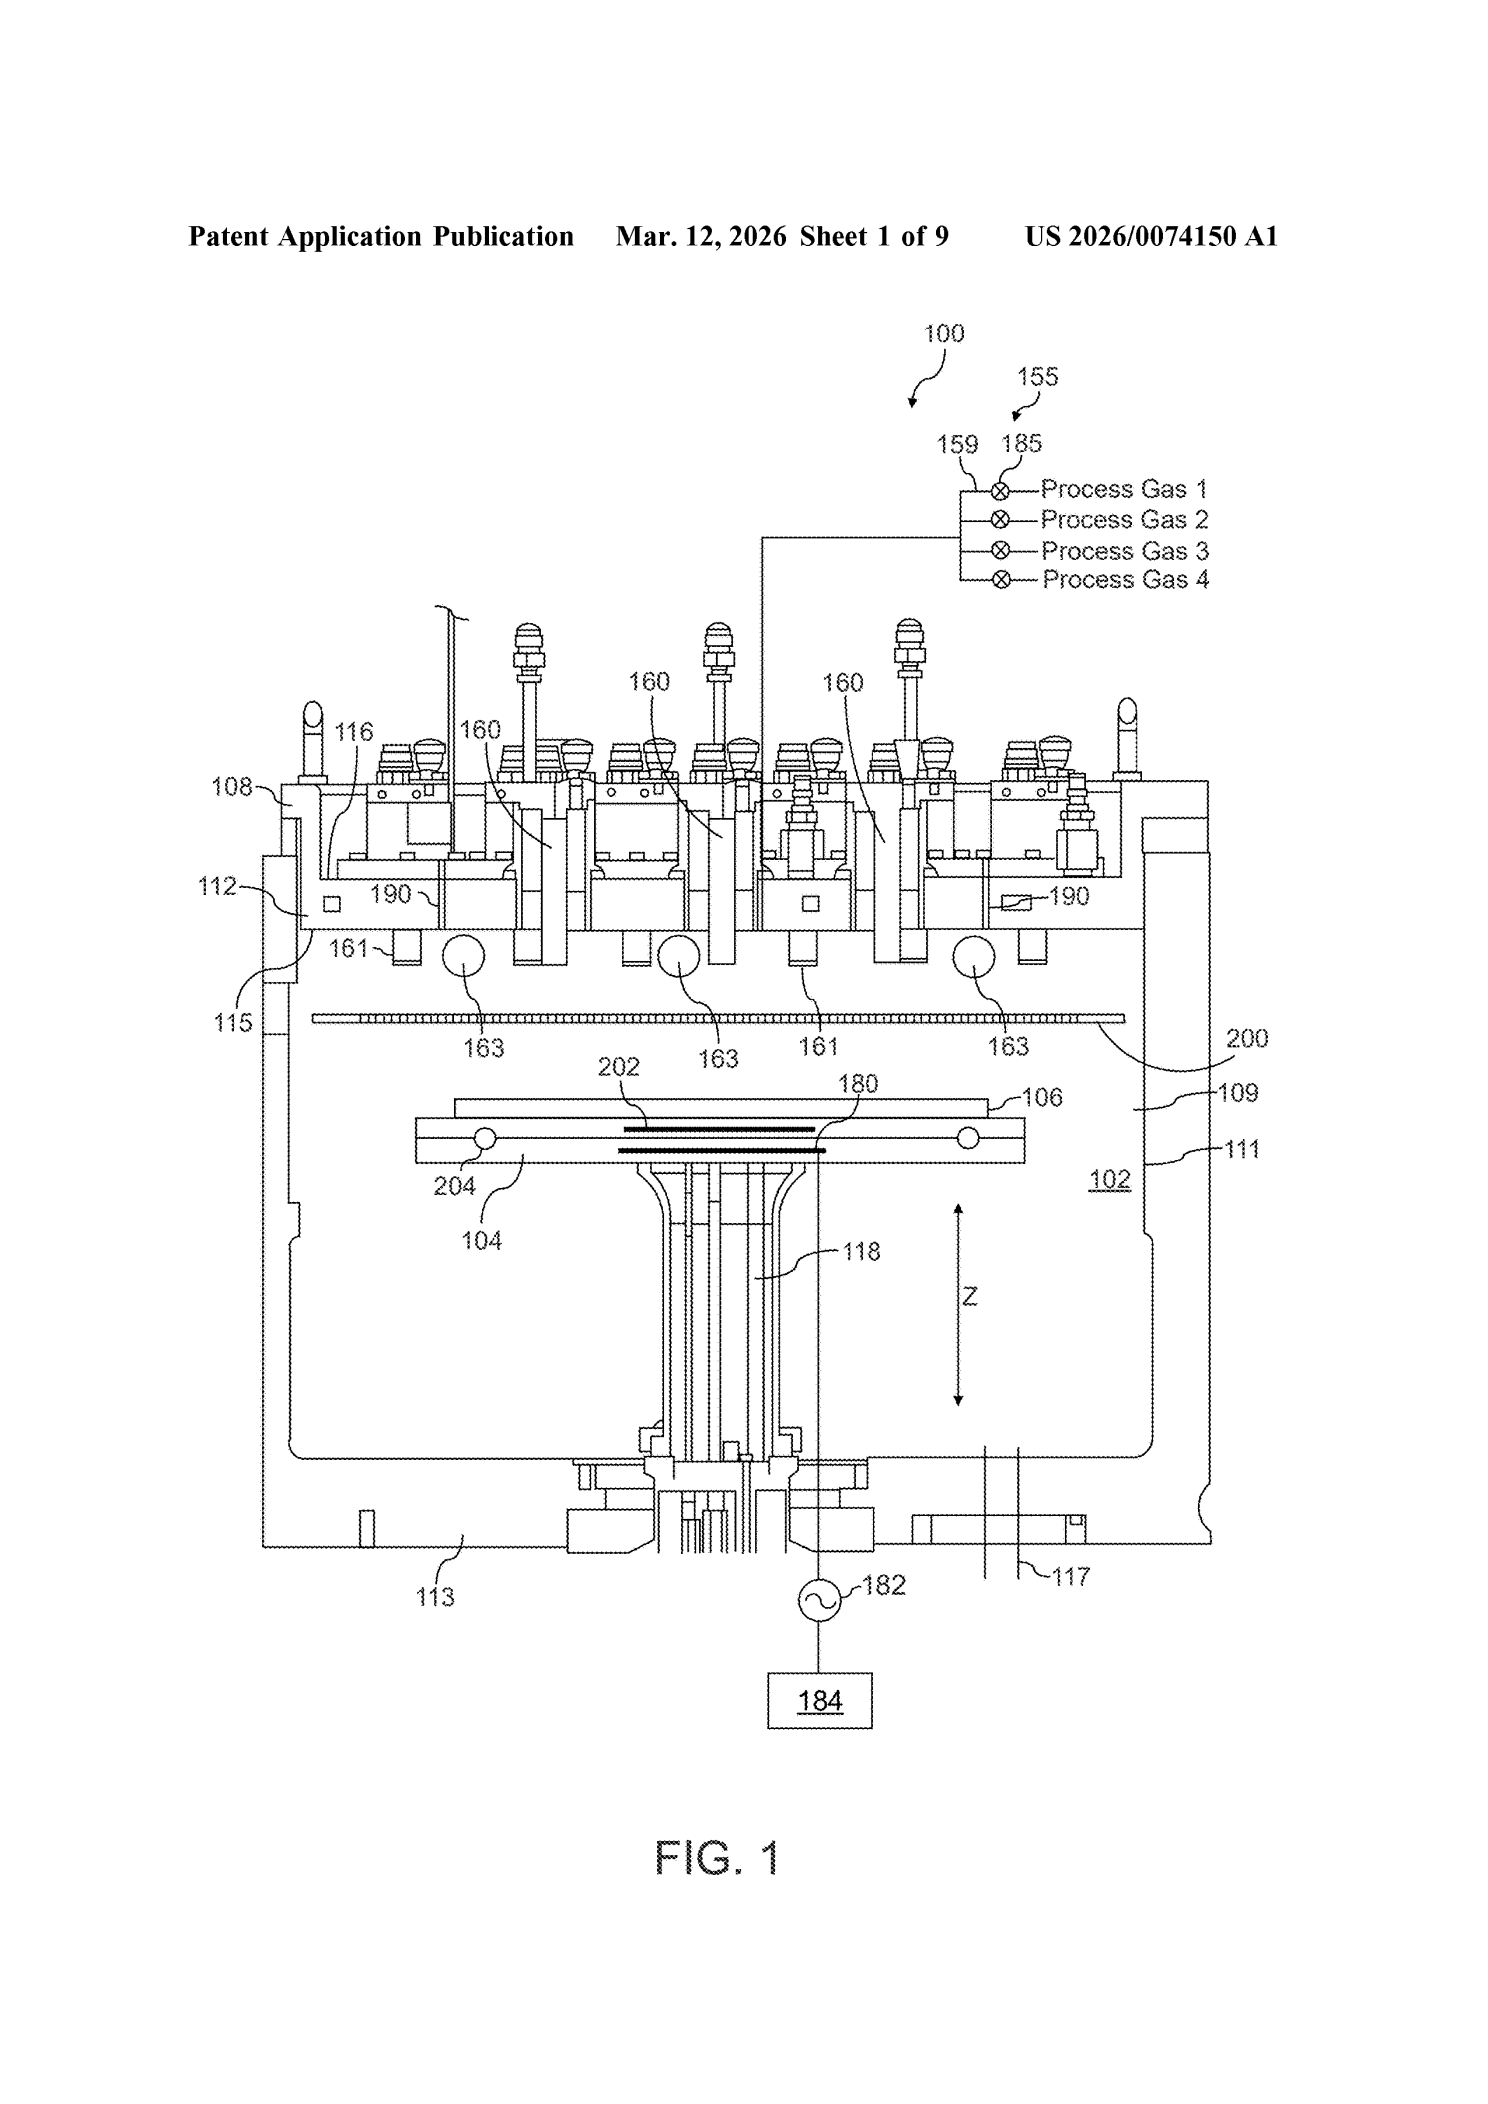 Patent Application Publication Mar. 12, 2026 Sheet 1 of 9 US 2026/0074150 A1
100
155
159 185
Process Gas 1
Process Gas 2
Process Gas 3
Process Gas 4
160 160
116 160
108
112 190 190
161
115
163 163 161 163 200
202 180
106 109
204 111
102
104
118
Z
113 182 117
184
FIG. 1